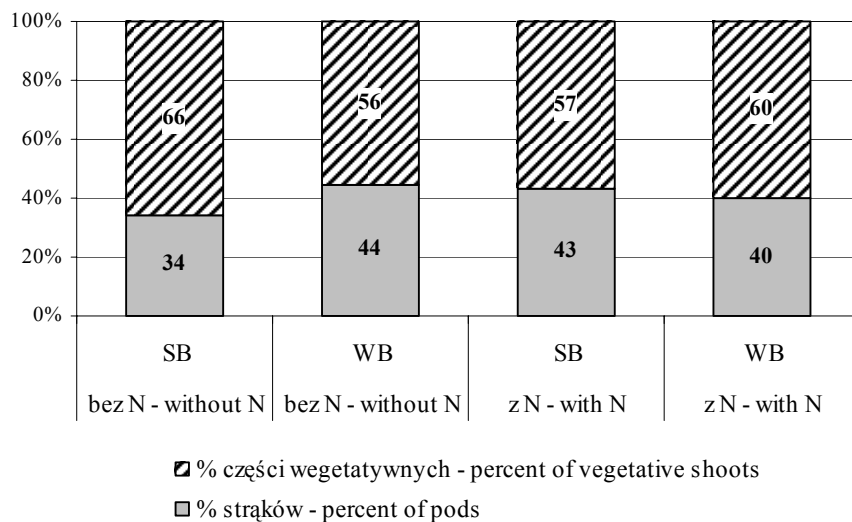 100%
80%
60%
40%
20%
0%
66
56
57
60
34
44
43
40
SB
WB
SB
WB
bez N - without N
bez N - without N
z N - with N
z N - with N
% części wegetatywnych - percent of vegetative shoots
% strąków - percent of pods